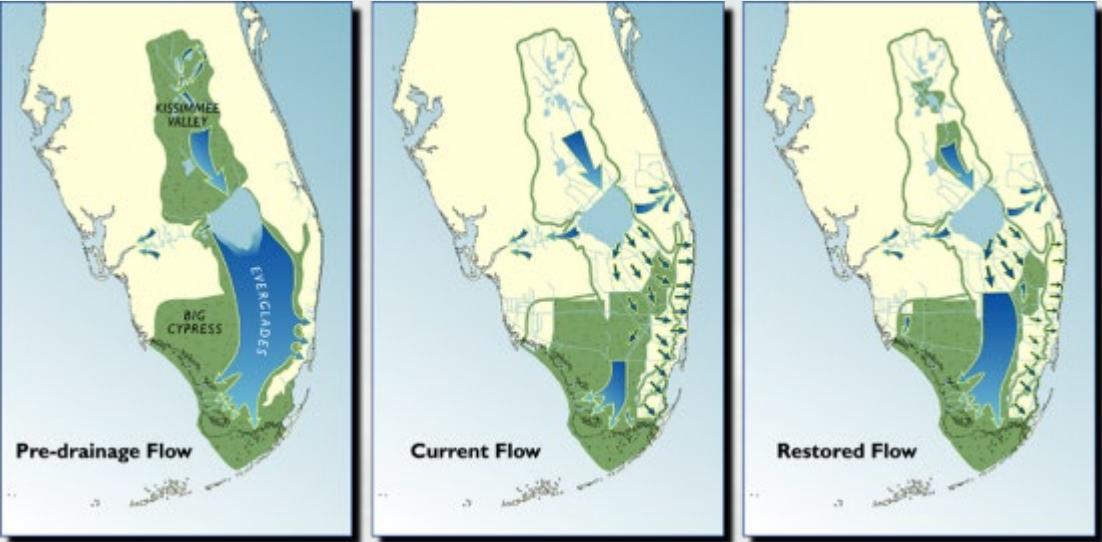 KISSIMMEE
VALLEY
EVERGLADES
BIG
CYPRESS
Pre-drainage Flow
Current Flow
Restored Flow